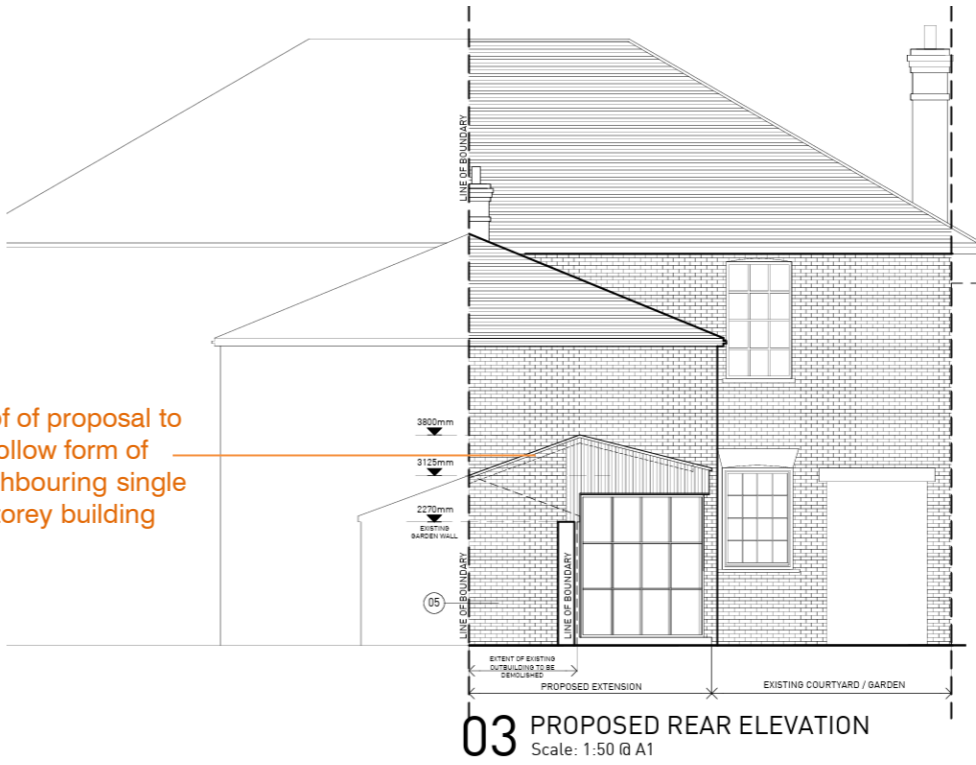 LINE OF BOUNDARY
of of proposal to
ollow form of
hbouring single
torey building
3800mm
3125mm
2270mm
EXISTING
GARDEN WALL
LINE OF BOUNDARY
LINE OF BOUNDARY
05
EXTENT OF EXISTING
OUTBUILDING TO BE
DEMOLISHED
PROPOSED EXTENSION
EXISTING COURTYARD / GARDEN
03 PROPOSED REAR ELEVATION
Scale: 1:50 @ A1